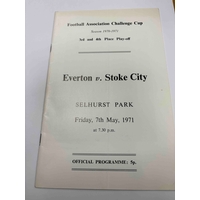 Football Association Challenge Cup
Season 1970-1971
3rd and 4th Place Play-off
Everton v. Stoke City
SELHURST PARK
Friday, 7th May, 1971
at 7.30 p.m.
OFFICIAL PROGRAMME: 5p.